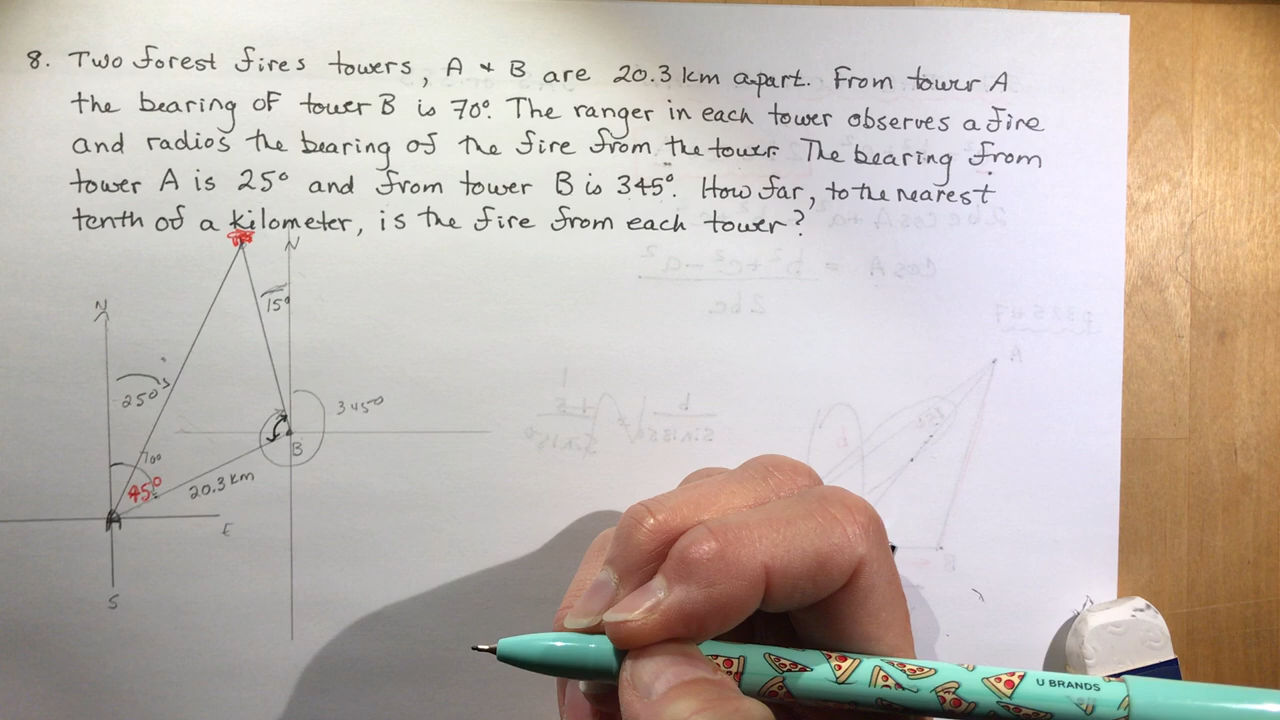 8. Two forest fires towers, A & B are 20.3 km apart. From tower A
the bearing of tower B is 70°. The ranger in each tower observes a fire
and radio's the bearing of the fire from the tower. The bearing from
tower A is 25° and from tower B is 345°. How far, to the nearest
tenth of a kilometer, is the fire from each tower?
N
15°
N
25°
345°
B
70°
45°
20.3 km
E
S
U BRANDS